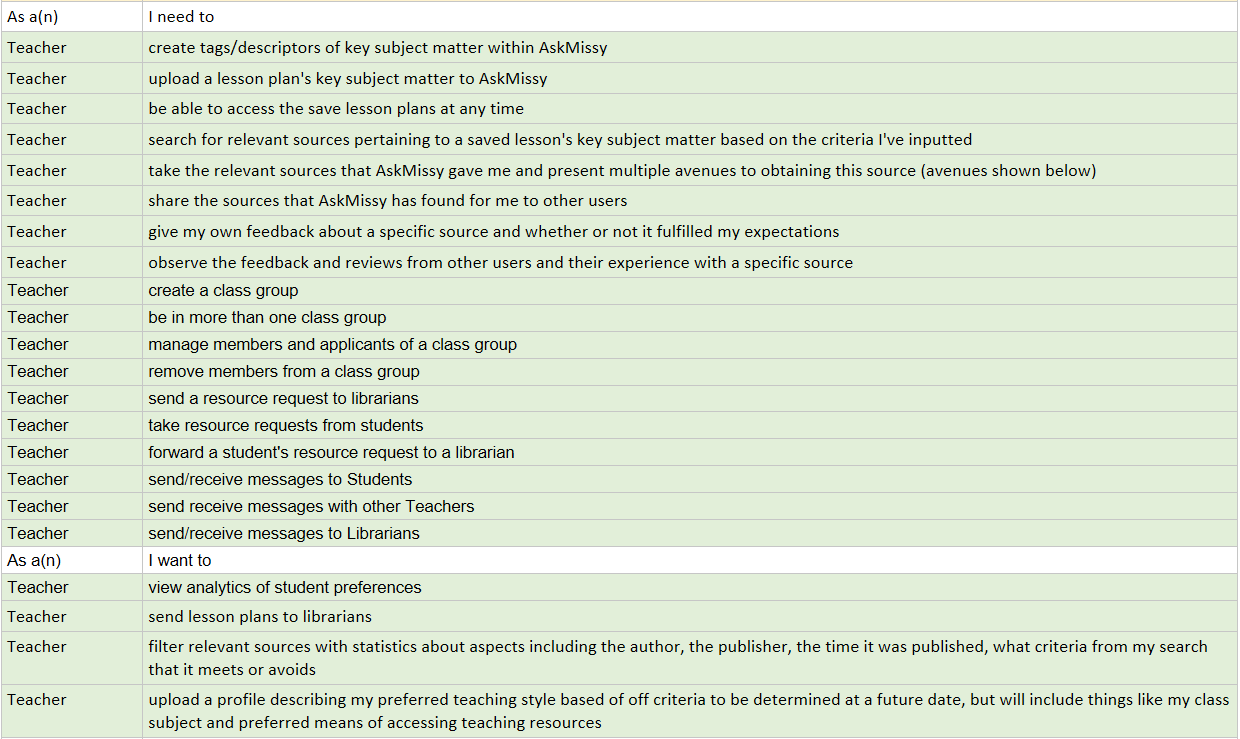 As a(n) I need to
Teacher create tags/descriptors of key subject matter within AskMissy
Teacher upload a lesson plan's key subject matter to AskMissy
Teacher be able to access the save lesson plans at any time
Teacher search for relevant sources pertaining to a saved lesson's key subject matter based on the criteria I've inputted
Teacher take the relevant sources that AskMissy gave me and present multiple avenues to obtaining this source (avenues shown below)
Teacher share the sources that AskMissy has found for me to other users
Teacher give my own feedback about a specific source and whether or not it fulfilled my expectations
Teacher observe the feedback and reviews from other users and their experience with a specific source
Teacher create a class group
Teacher be in more than one class group
Teacher manage members and applicants of a class group
Teacher remove members from a class group
Teacher send a resource request to librarians
Teacher take resource requests from students
Teacher forward a student's resource request to a librarian
Teacher send/receive messages to Students
Teacher send receive messages with other Teachers
Teacher send/receive messages to Librarians
As a(n) I want to
Teacher view analytics of student preferences
Teacher send lesson plans to librarians
Teacher filter relevant sources with statistics about aspects including the author, the publisher, the time it was published, what criteria from my search
that it meets or avoids
Teacher upload a profile describing my preferred teaching style based of off criteria to be determined at a future date, but will include things like my class
subject and preferred means of accessing teaching resources